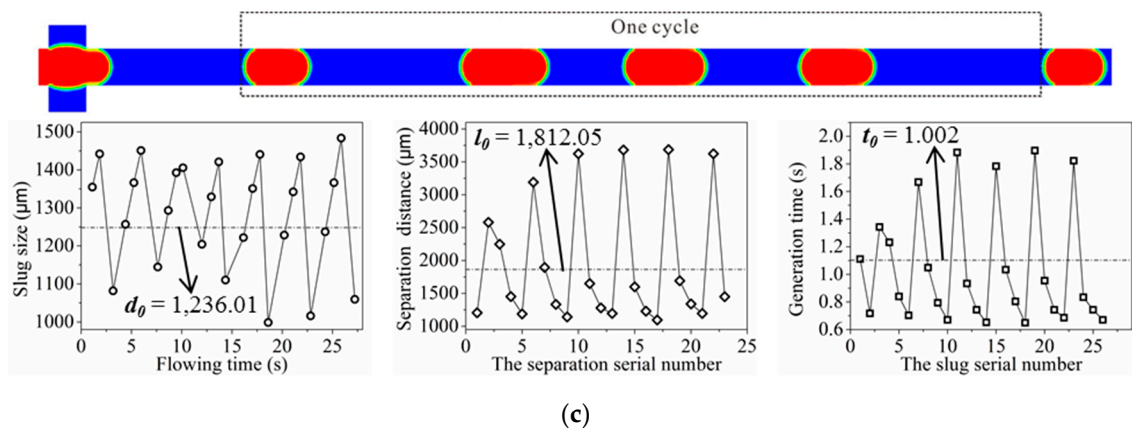 One cycle
Slug size (μm)
1500
1400
1300
1200
1100
1000
d₀ = 1,236.01
0 5 10 15 20 25
Flowing time (s)
Separation distance (μm)
4000
3500
3000
2500
2000
1500
1000
l₀ = 1,812.05
0 5 10 15 20 25
The separation serial number
Generation time (s)
2.0
1.8
1.6
1.4
1.2
1.0
0.8
0.6
t₀ = 1.002
0 5 10 15 20 25
The slug serial number
(c)